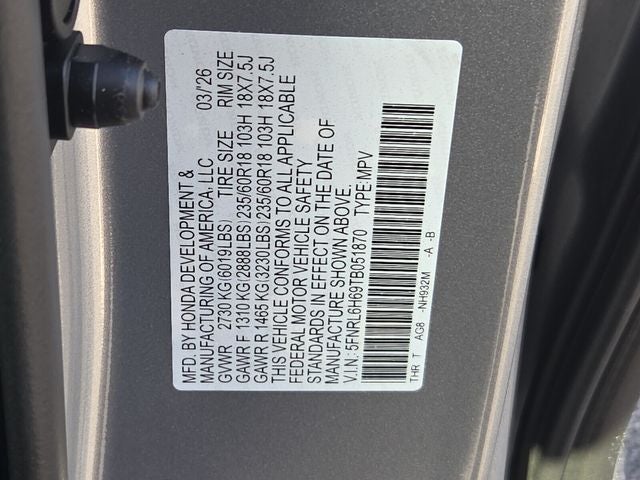 MFD. BY HONDA DEVELOPMENT &
MANUFACTURING OF AMERICA, LLC 03/'26
GVWR 2730 KG(6019LBS) TIRE SIZE RIM SIZE
GAWR F 1310 KG(2888LBS)235/60R18 103H 18X7.5J
GAWR R 1465 KG(3230LBS)235/60R18 103H 18X7.5J
THIS VEHICLE CONFORMS TO ALL APPLICABLE
FEDERAL MOTOR VEHICLE SAFETY
STANDARDS IN EFFECT ON THE DATE OF
MANUFACTURE SHOWN ABOVE.
V.IN: 5FNRL6H69TB051870 TYPE:MPV
THR T AG8 -NH932M -A -B